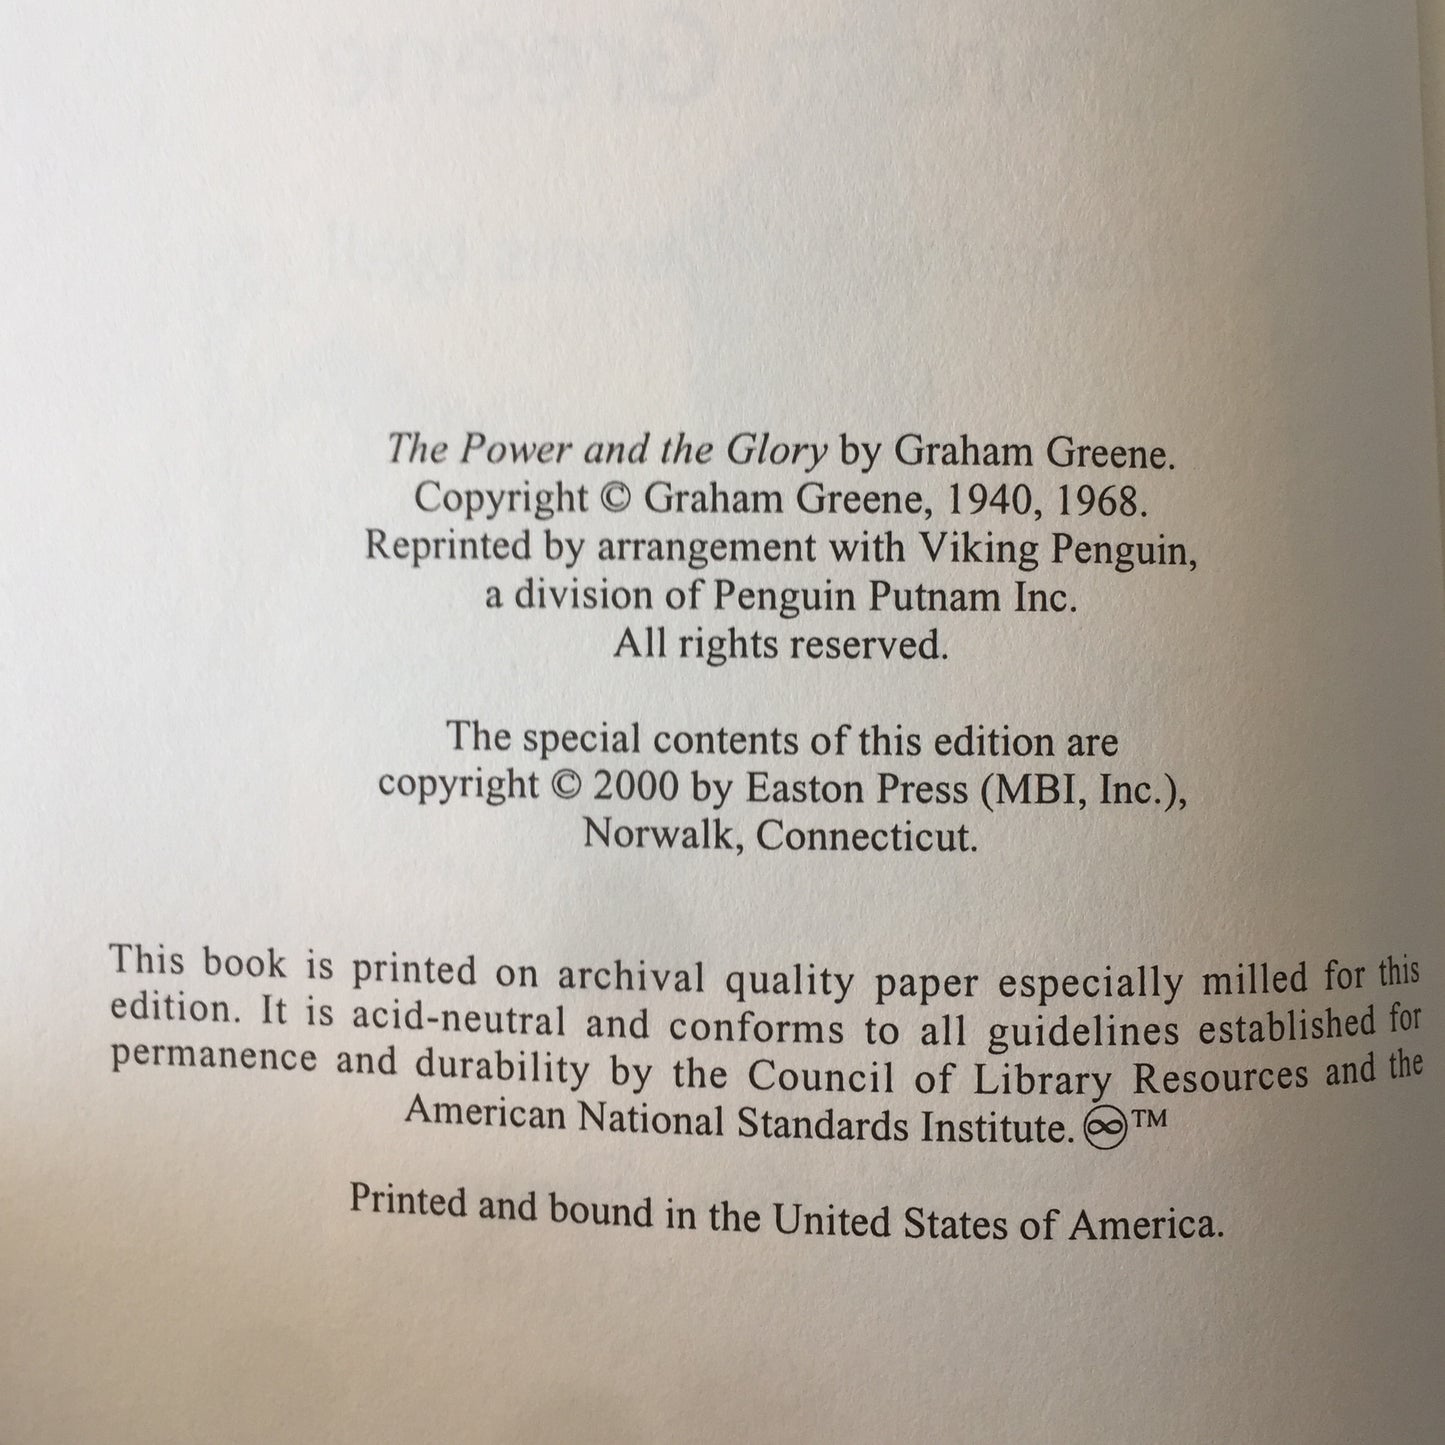 The Power and the Glory by Graham Greene.
Copyright © Graham Greene, 1940, 1968.
Reprinted by arrangement with Viking Penguin,
a division of Penguin Putnam Inc.
All rights reserved.
The special contents of this edition are
copyright © 2000 by Easton Press (MBI, Inc.),
Norwalk, Connecticut.
This book is printed on archival quality paper especially milled for this
edition. It is acid-neutral and conforms to all guidelines established for
permanence and durability by the Council of Library Resources and the
American National Standards Institute. ♾™
Printed and bound in the United States of America.